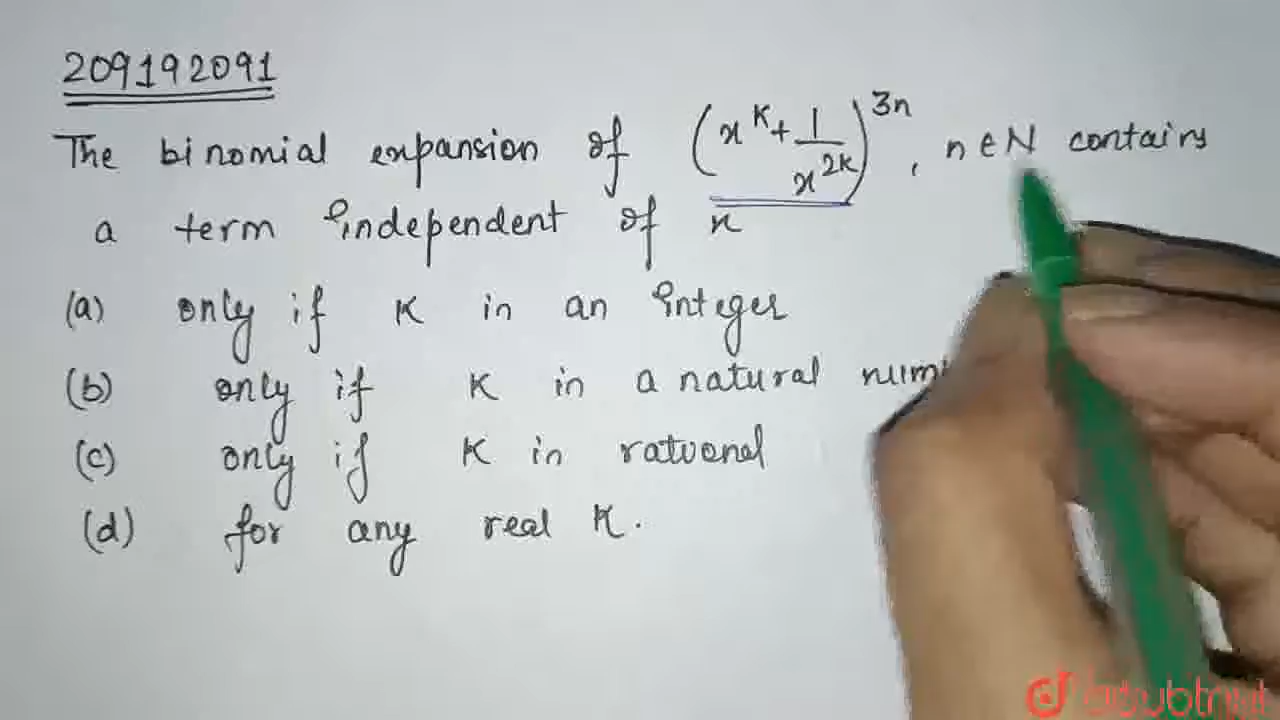 209192091
The binomial expansion of (x^K + 1/x^2K)^3n, n ∈ N contains
a term independent of x
(a) only if K in an integer
(b) only if K in a natural
(c) only if K in rational
(d) for any real K.
doubtnut